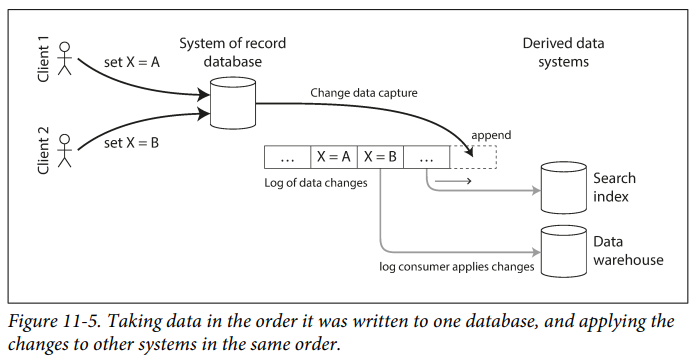 Client 1
Client 2
set X = A
set X = B
System of record
database
Change data capture
Derived data
systems
append
... X = A X = B ...
Log of data changes
Search
index
Data
warehouse
log consumer applies changes
Figure 11-5. Taking data in the order it was written to one database, and applying the
changes to other systems in the same order.